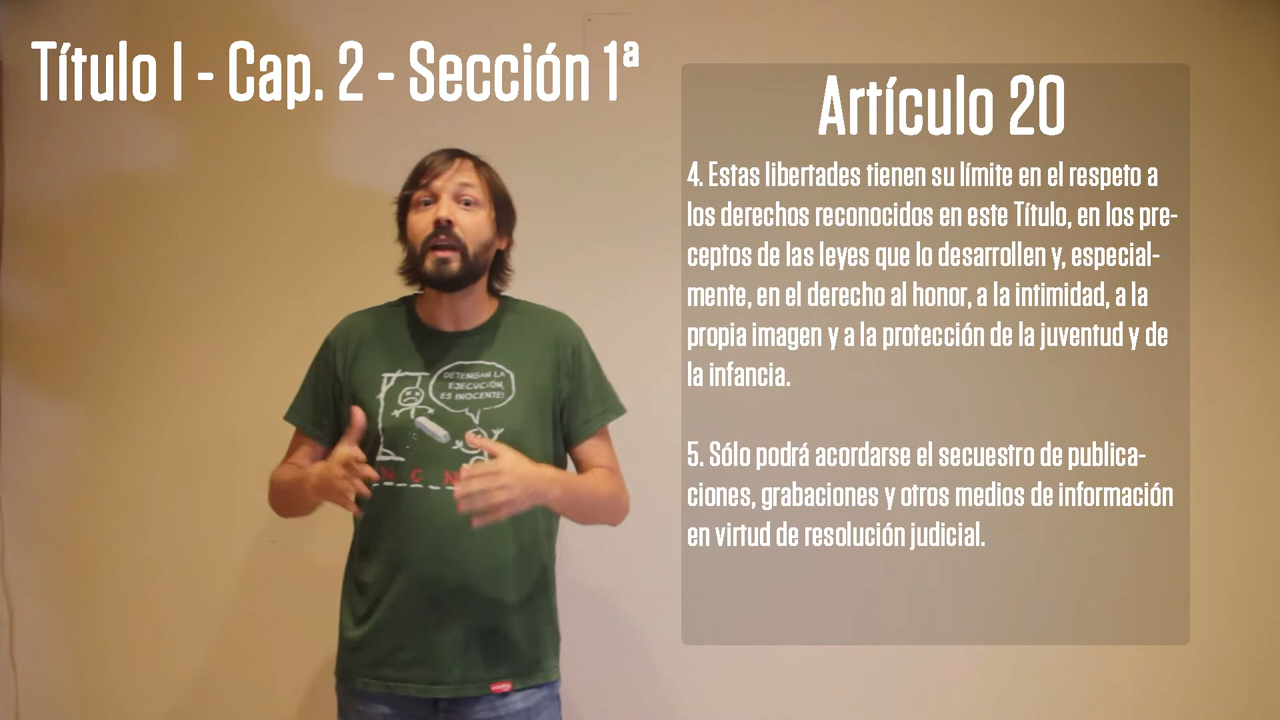 Título I - Cap. 2 - Sección 1ª
Artículo 20
4. Estas libertades tienen su límite en el respeto a
los derechos reconocidos en este Título, en los pre-
ceptos de las leyes que lo desarrollen y, especial-
mente, en el derecho al honor, a la intimidad, a la
propia imagen y a la protección de la juventud y de
la infancia.
5. Sólo podrá acordarse el secuestro de publica-
ciones, grabaciones y otros medios de información
en virtud de resolución judicial.
DETENGAN LA
EJECUCIÓN,
ES INOCENTE!
N C N